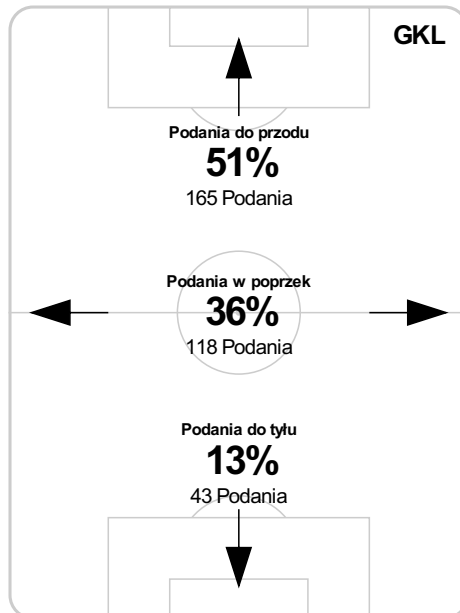 GKL
Podania do przodu
51%
165 Podania
Podania w poprzek
36%
118 Podania
Podania do tyłu
13%
43 Podania